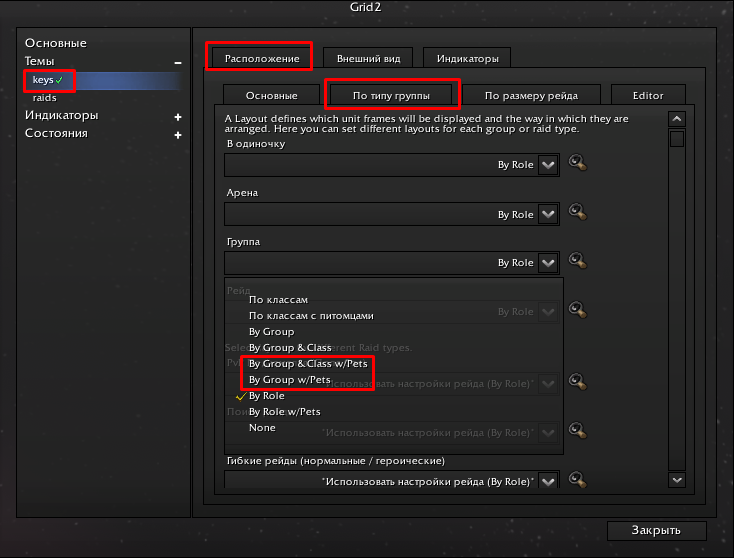 Grid2
Основные
Темы
keys
raids
Индикаторы
Состояния
Расположение
Внешний вид
Индикаторы
Основные
По типу группы
По размеру рейда
Editor
A Layout defines which unit frames will be displayed and the way in which they are
arranged. Here you can set different layouts for each group or raid type.
В одиночку
By Role
Арена
By Role
Группа
By Role
Рейд
By Role
По классам
По классам с питомцами
By Group
By Group & Class
By Group & Class w/Pets
By Group w/Pets
By Role
By Role w/Pets
None
*Использовать настройки рейда (By Role)*
*Использовать настройки рейда (By Role)*
Гибкие рейды (нормальные / героические)
*Использовать настройки рейда (By Role)*
Закрыть